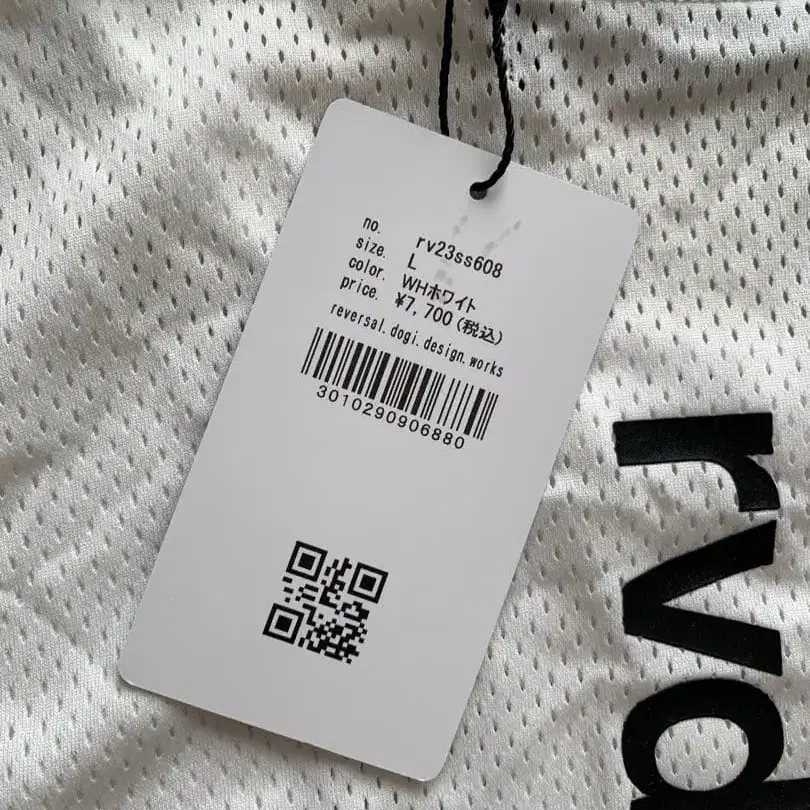 no. rv23ss608
size. L
color. WHホワイト
price. ¥7,700(税込)
reversal.dogi.design.works
3010290906880
rvd